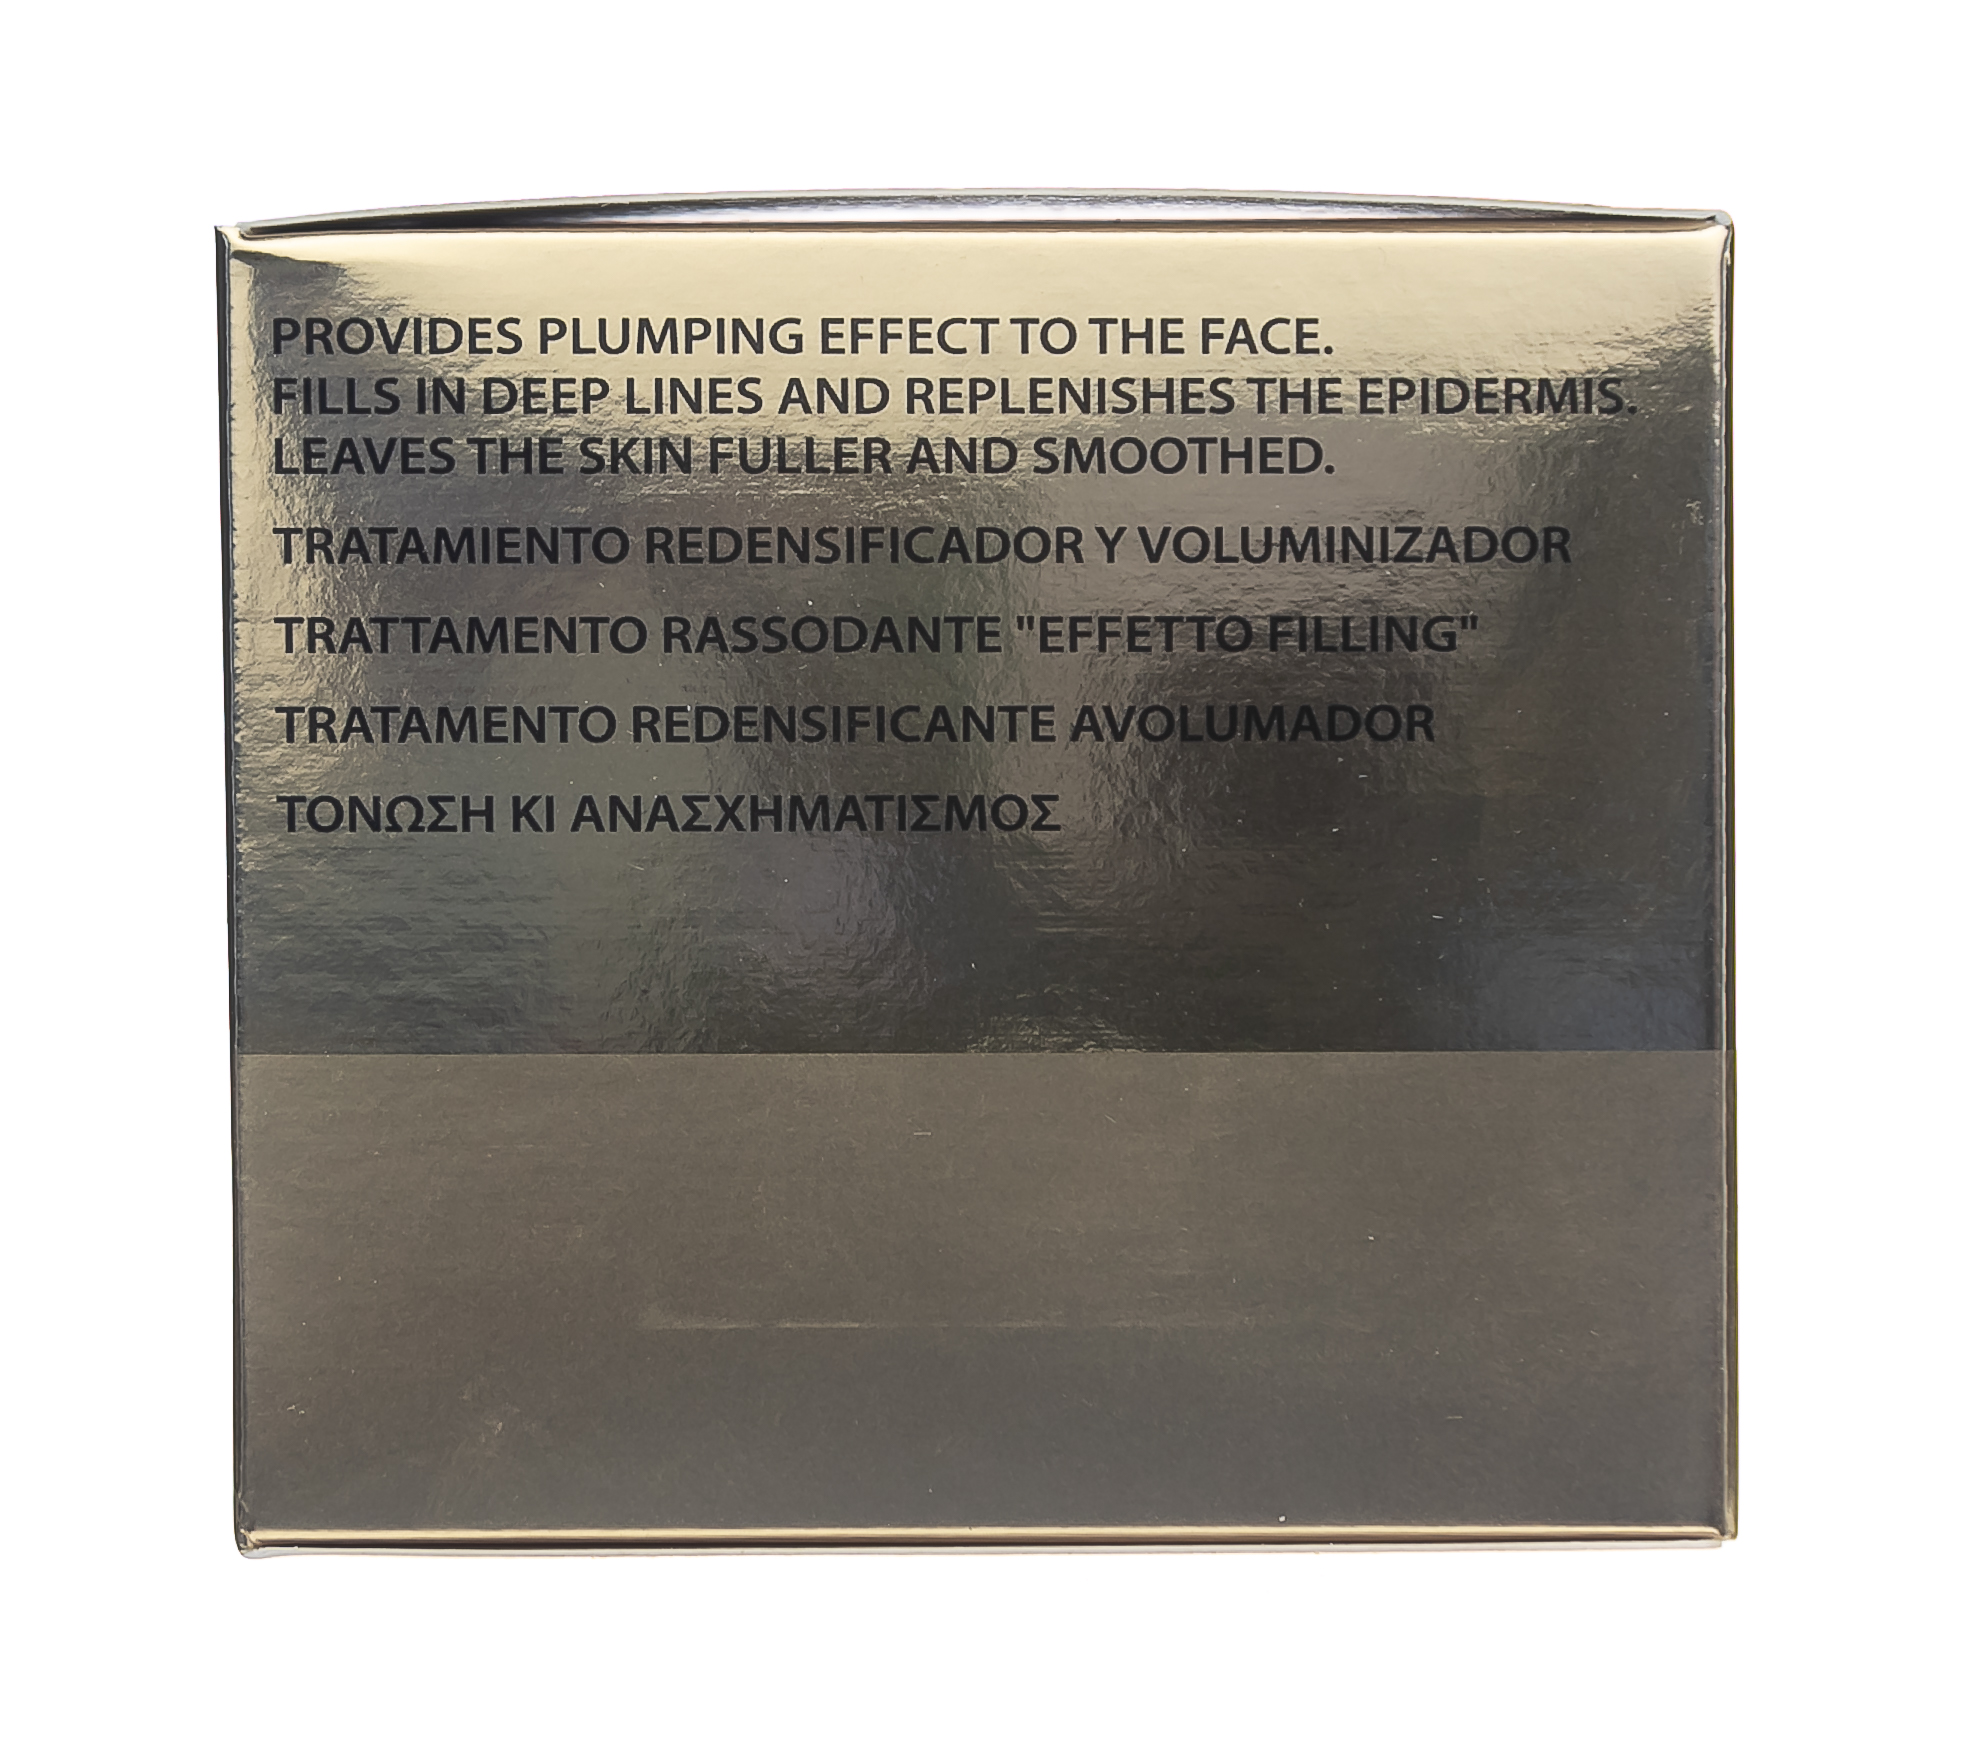 PROVIDES PLUMPING EFFECT TO THE FACE.
FILLS IN DEEP LINES AND REPLENISHES THE EPIDERMIS.
LEAVES THE SKIN FULLER AND SMOOTHED.
TRATAMIENTO REDENSIFICADOR Y VOLUMINIZADOR
TRATTAMENTO RASSODANTE "EFFETTO FILLING"
TRATAMENTO REDENSIFICANTE AVOLUMADOR
ΤΟΝΩΣΗ ΚΙ ΑΝΑΣΧΗΜΑΤΙΣΜΟΣ